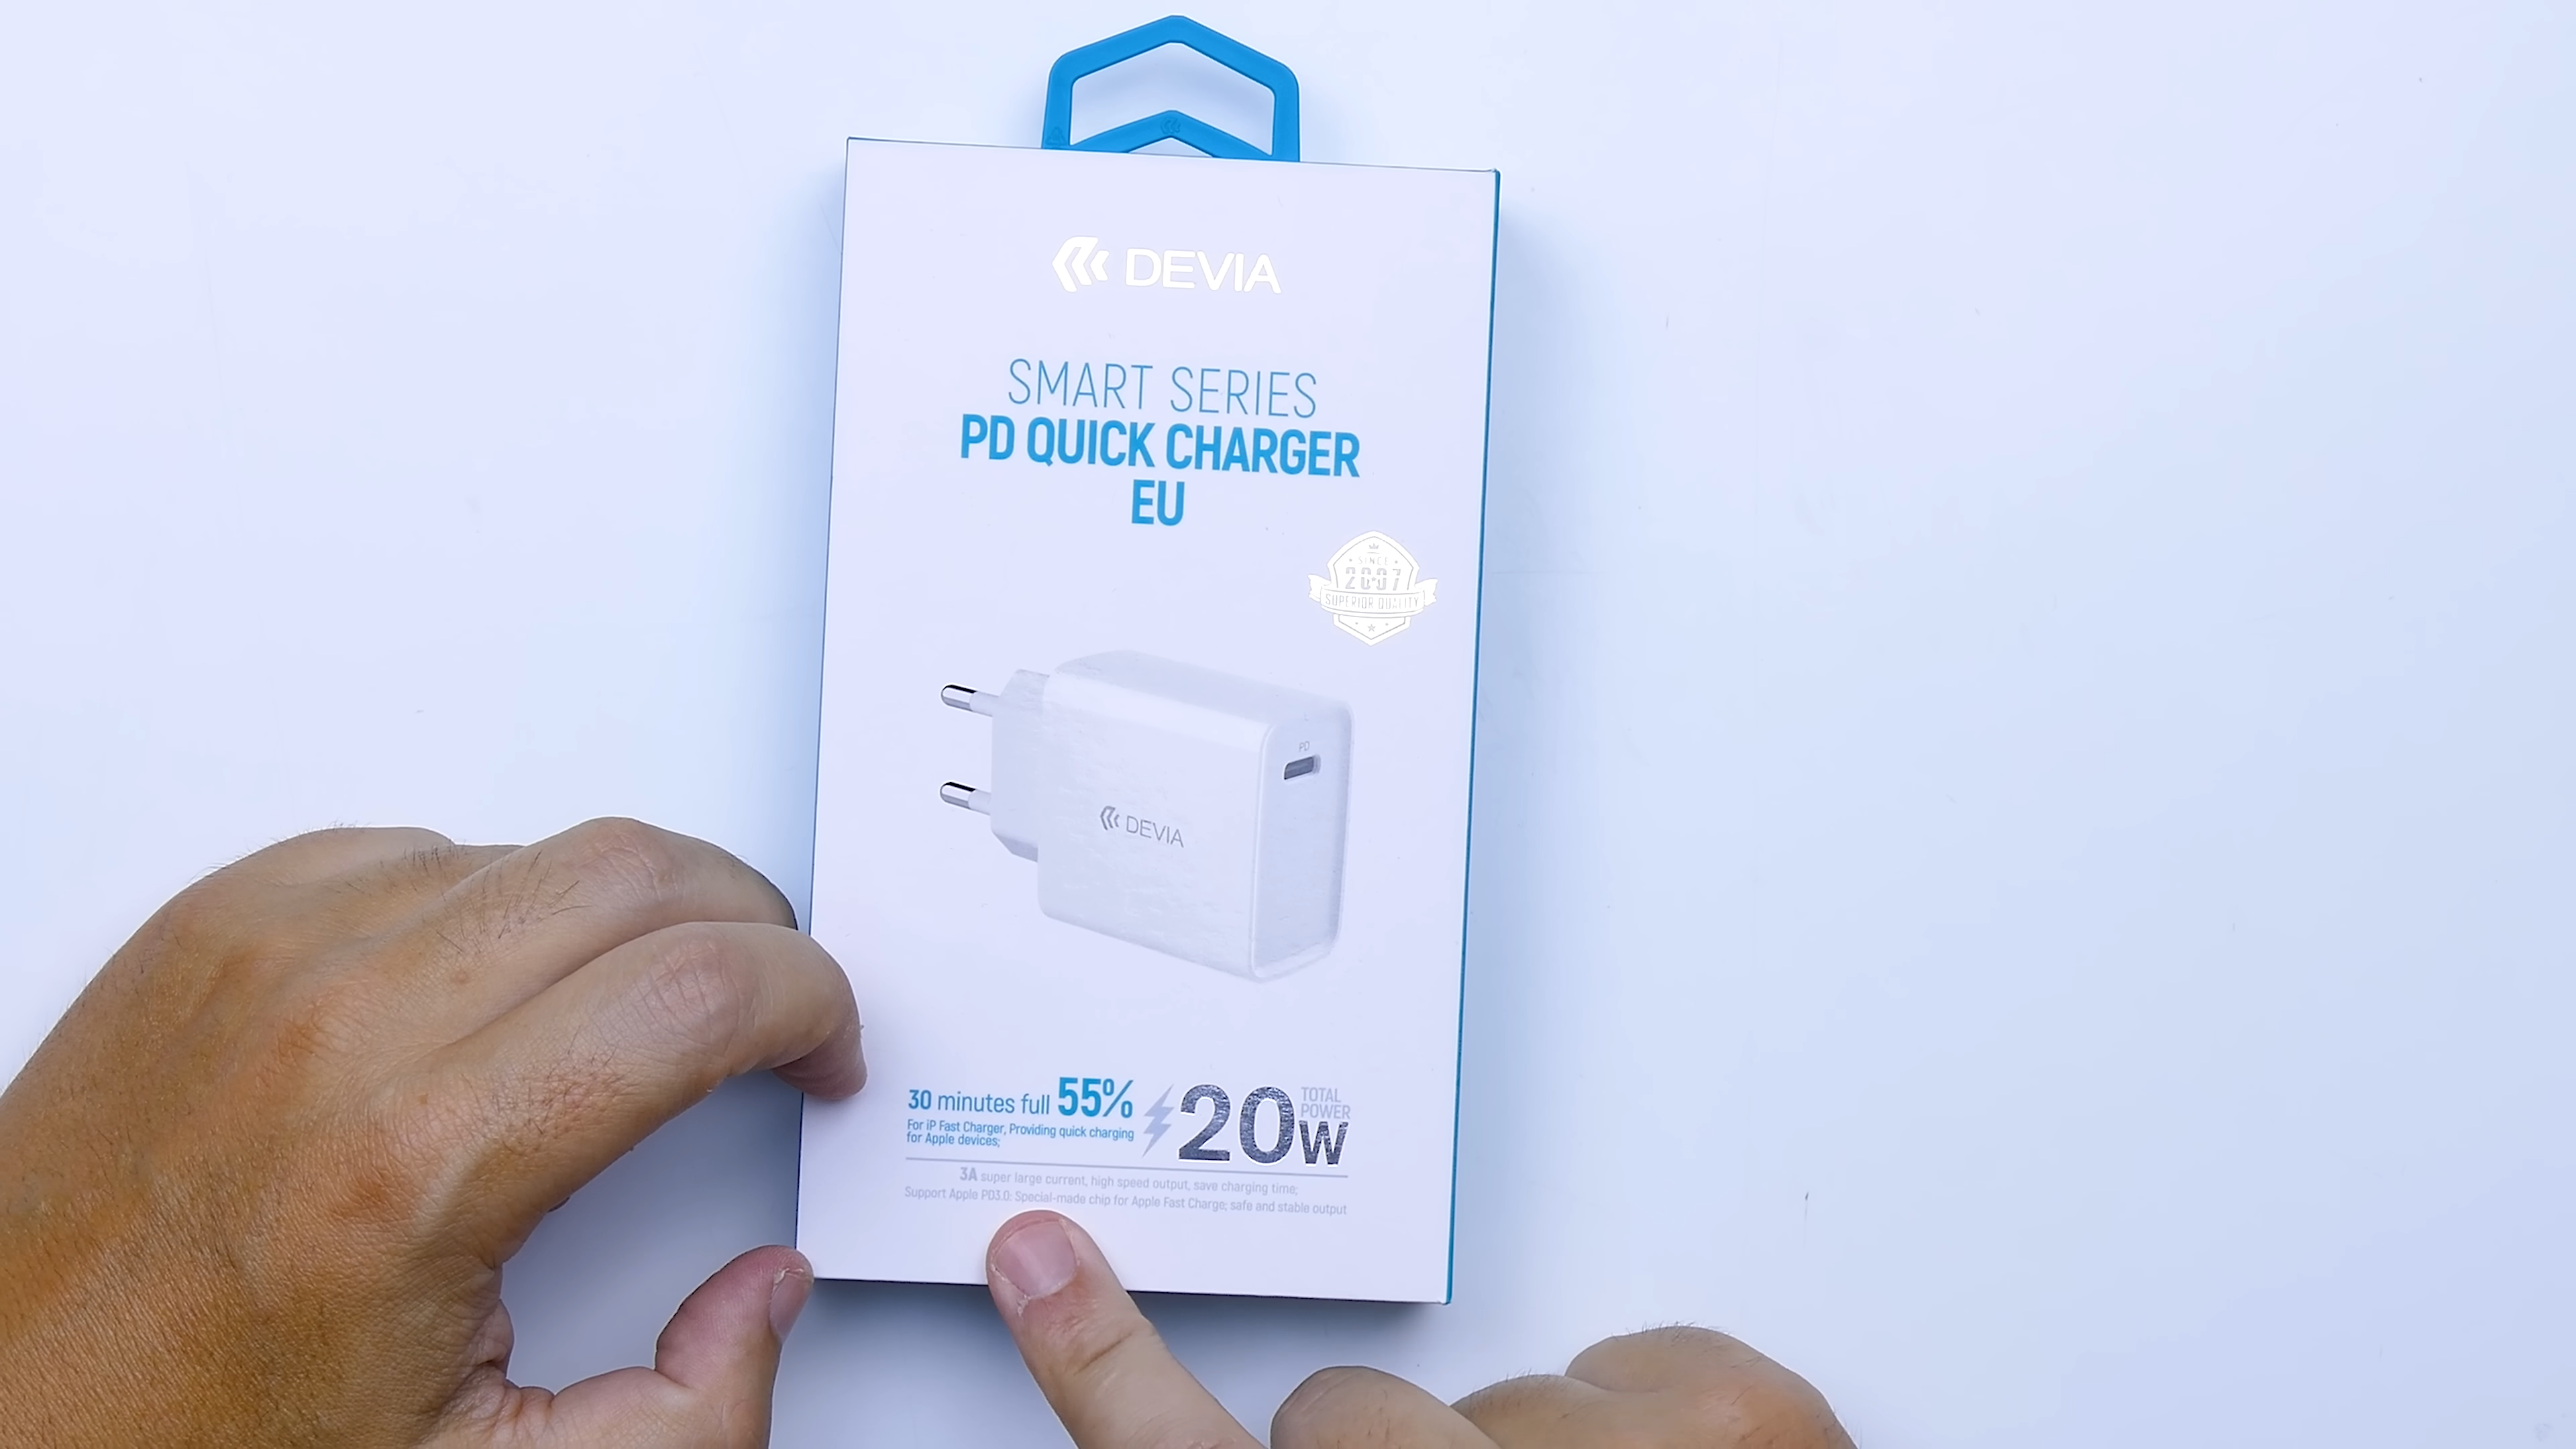 DEVIA
SMART SERIES
PD QUICK CHARGER
EU
SINCE
2007
SUPERIOR QUALITY
PD
DEVIA
30 minutes full 55%
For iP Fast Charger, Providing quick charging
for Apple devices;
20W
TOTAL
POWER
3A super large current, high speed output, save charging time;
Support Apple PD3.0; Special-made chip for Apple Fast Charge; safe and stable output